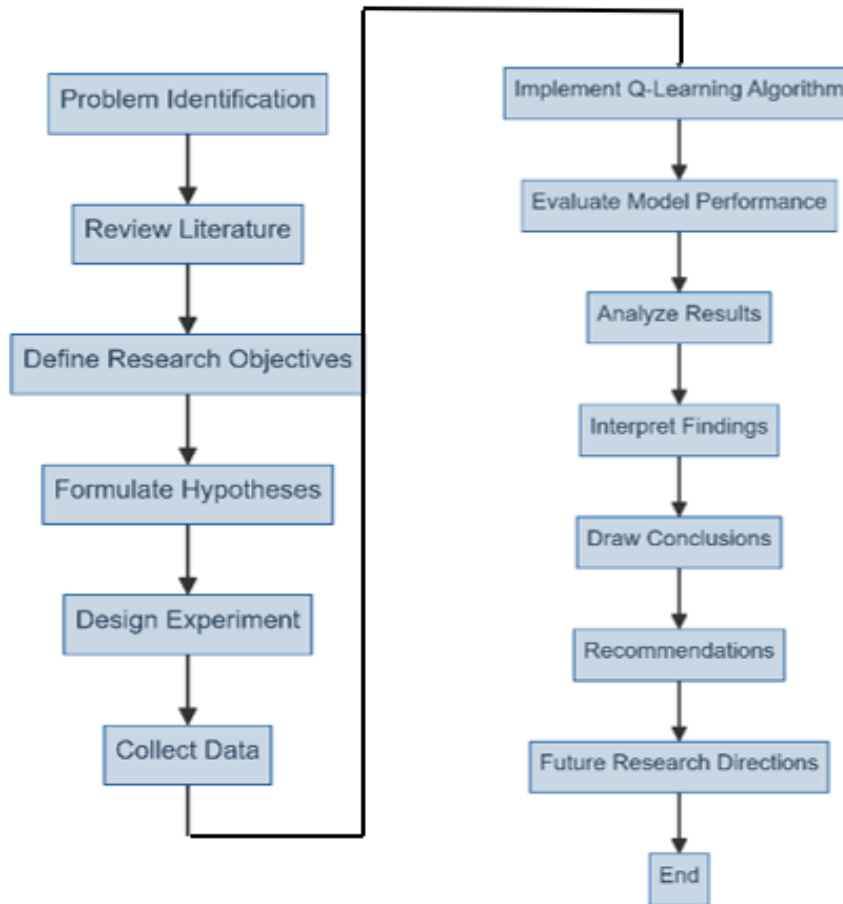 Problem Identification
Review Literature
Define Research Objectives
Formulate Hypotheses
Design Experiment
Collect Data
Implement Q-Learning Algorithm
Evaluate Model Performance
Analyze Results
Interpret Findings
Draw Conclusions
Recommendations
Future Research Directions
End